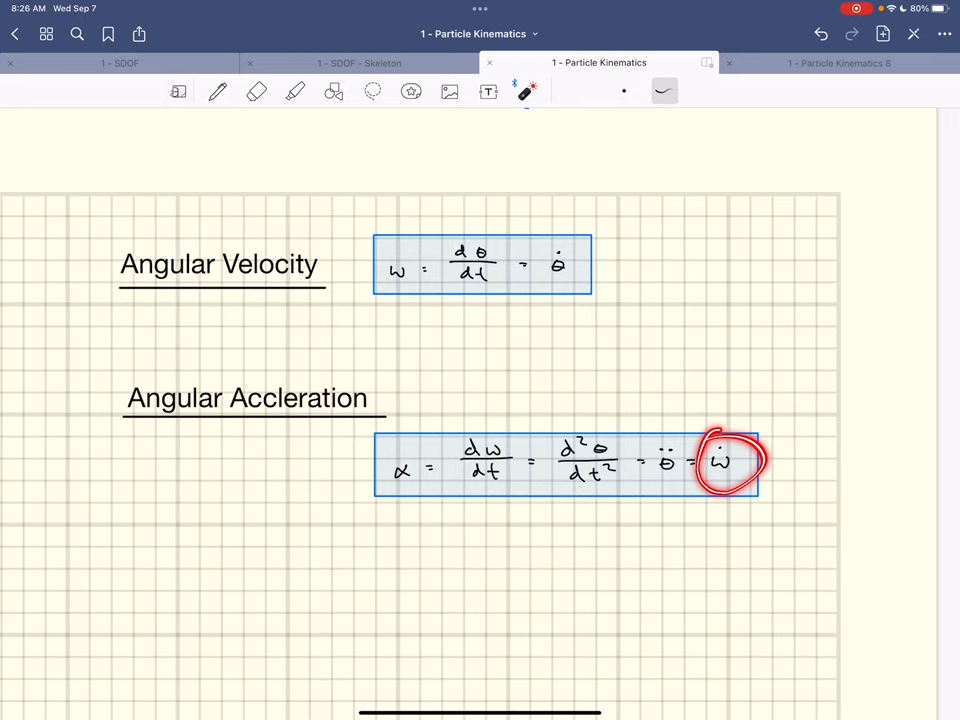 8:26 AM Wed Sep 7
80%
1 - Particle Kinematics
1 - SDOF
1 - SDOF - Skeleton
1 - Particle Kinematics
1 - Particle Kinematics 8
T
Angular Velocity
ω = dθ/dt = θ̇
Angular Accleration
α = dω/dt = d²θ/dt² = θ̈ = ω̇